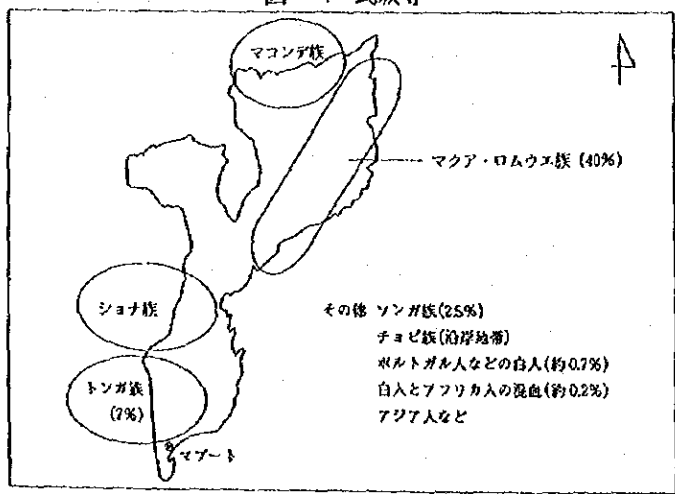 マコンデ族
マクア・ロムウエ族 (40%)
ショナ族
その他 ソンガ族(25%)
チョピ族(沿岸地帯)
ポルトガル人などの白人(約0.7%)
白人とアフリカ人の混血(約0.2%)
アジア人など
トンガ族
(7%)
マプート